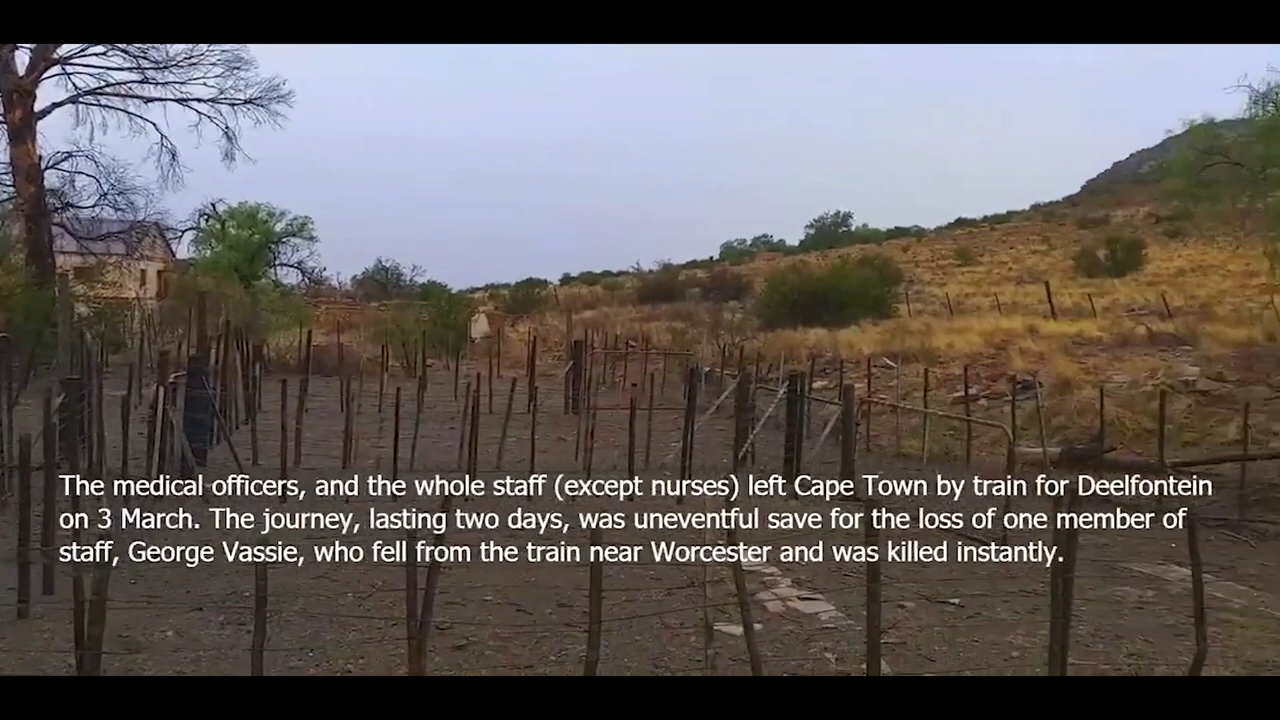 The medical officers, and the whole staff (except nurses) left Cape Town by train for Deelfontein
on 3 March. The journey, lasting two days, was uneventful save for the loss of one member of
staff, George Vassie, who fell from the train near Worcester and was killed instantly.